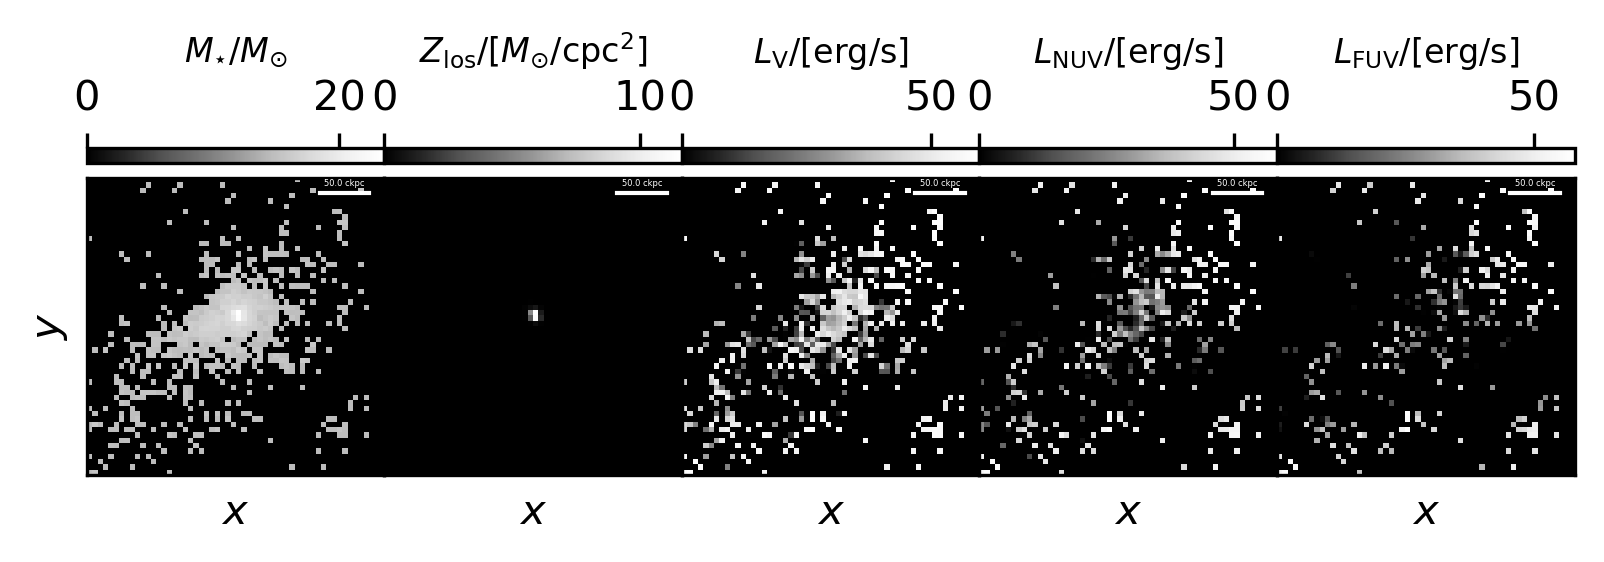 M⋆/M⊙ Z_los/[M⊙/cpc²] L_V/[erg/s] L_NUV/[erg/s] L_FUV/[erg/s]
0 20 0 10 0 50 0 50 0 50
50.0 ckpc 50.0 ckpc 50.0 ckpc 50.0 ckpc 50.0 ckpc
y
x x x x x